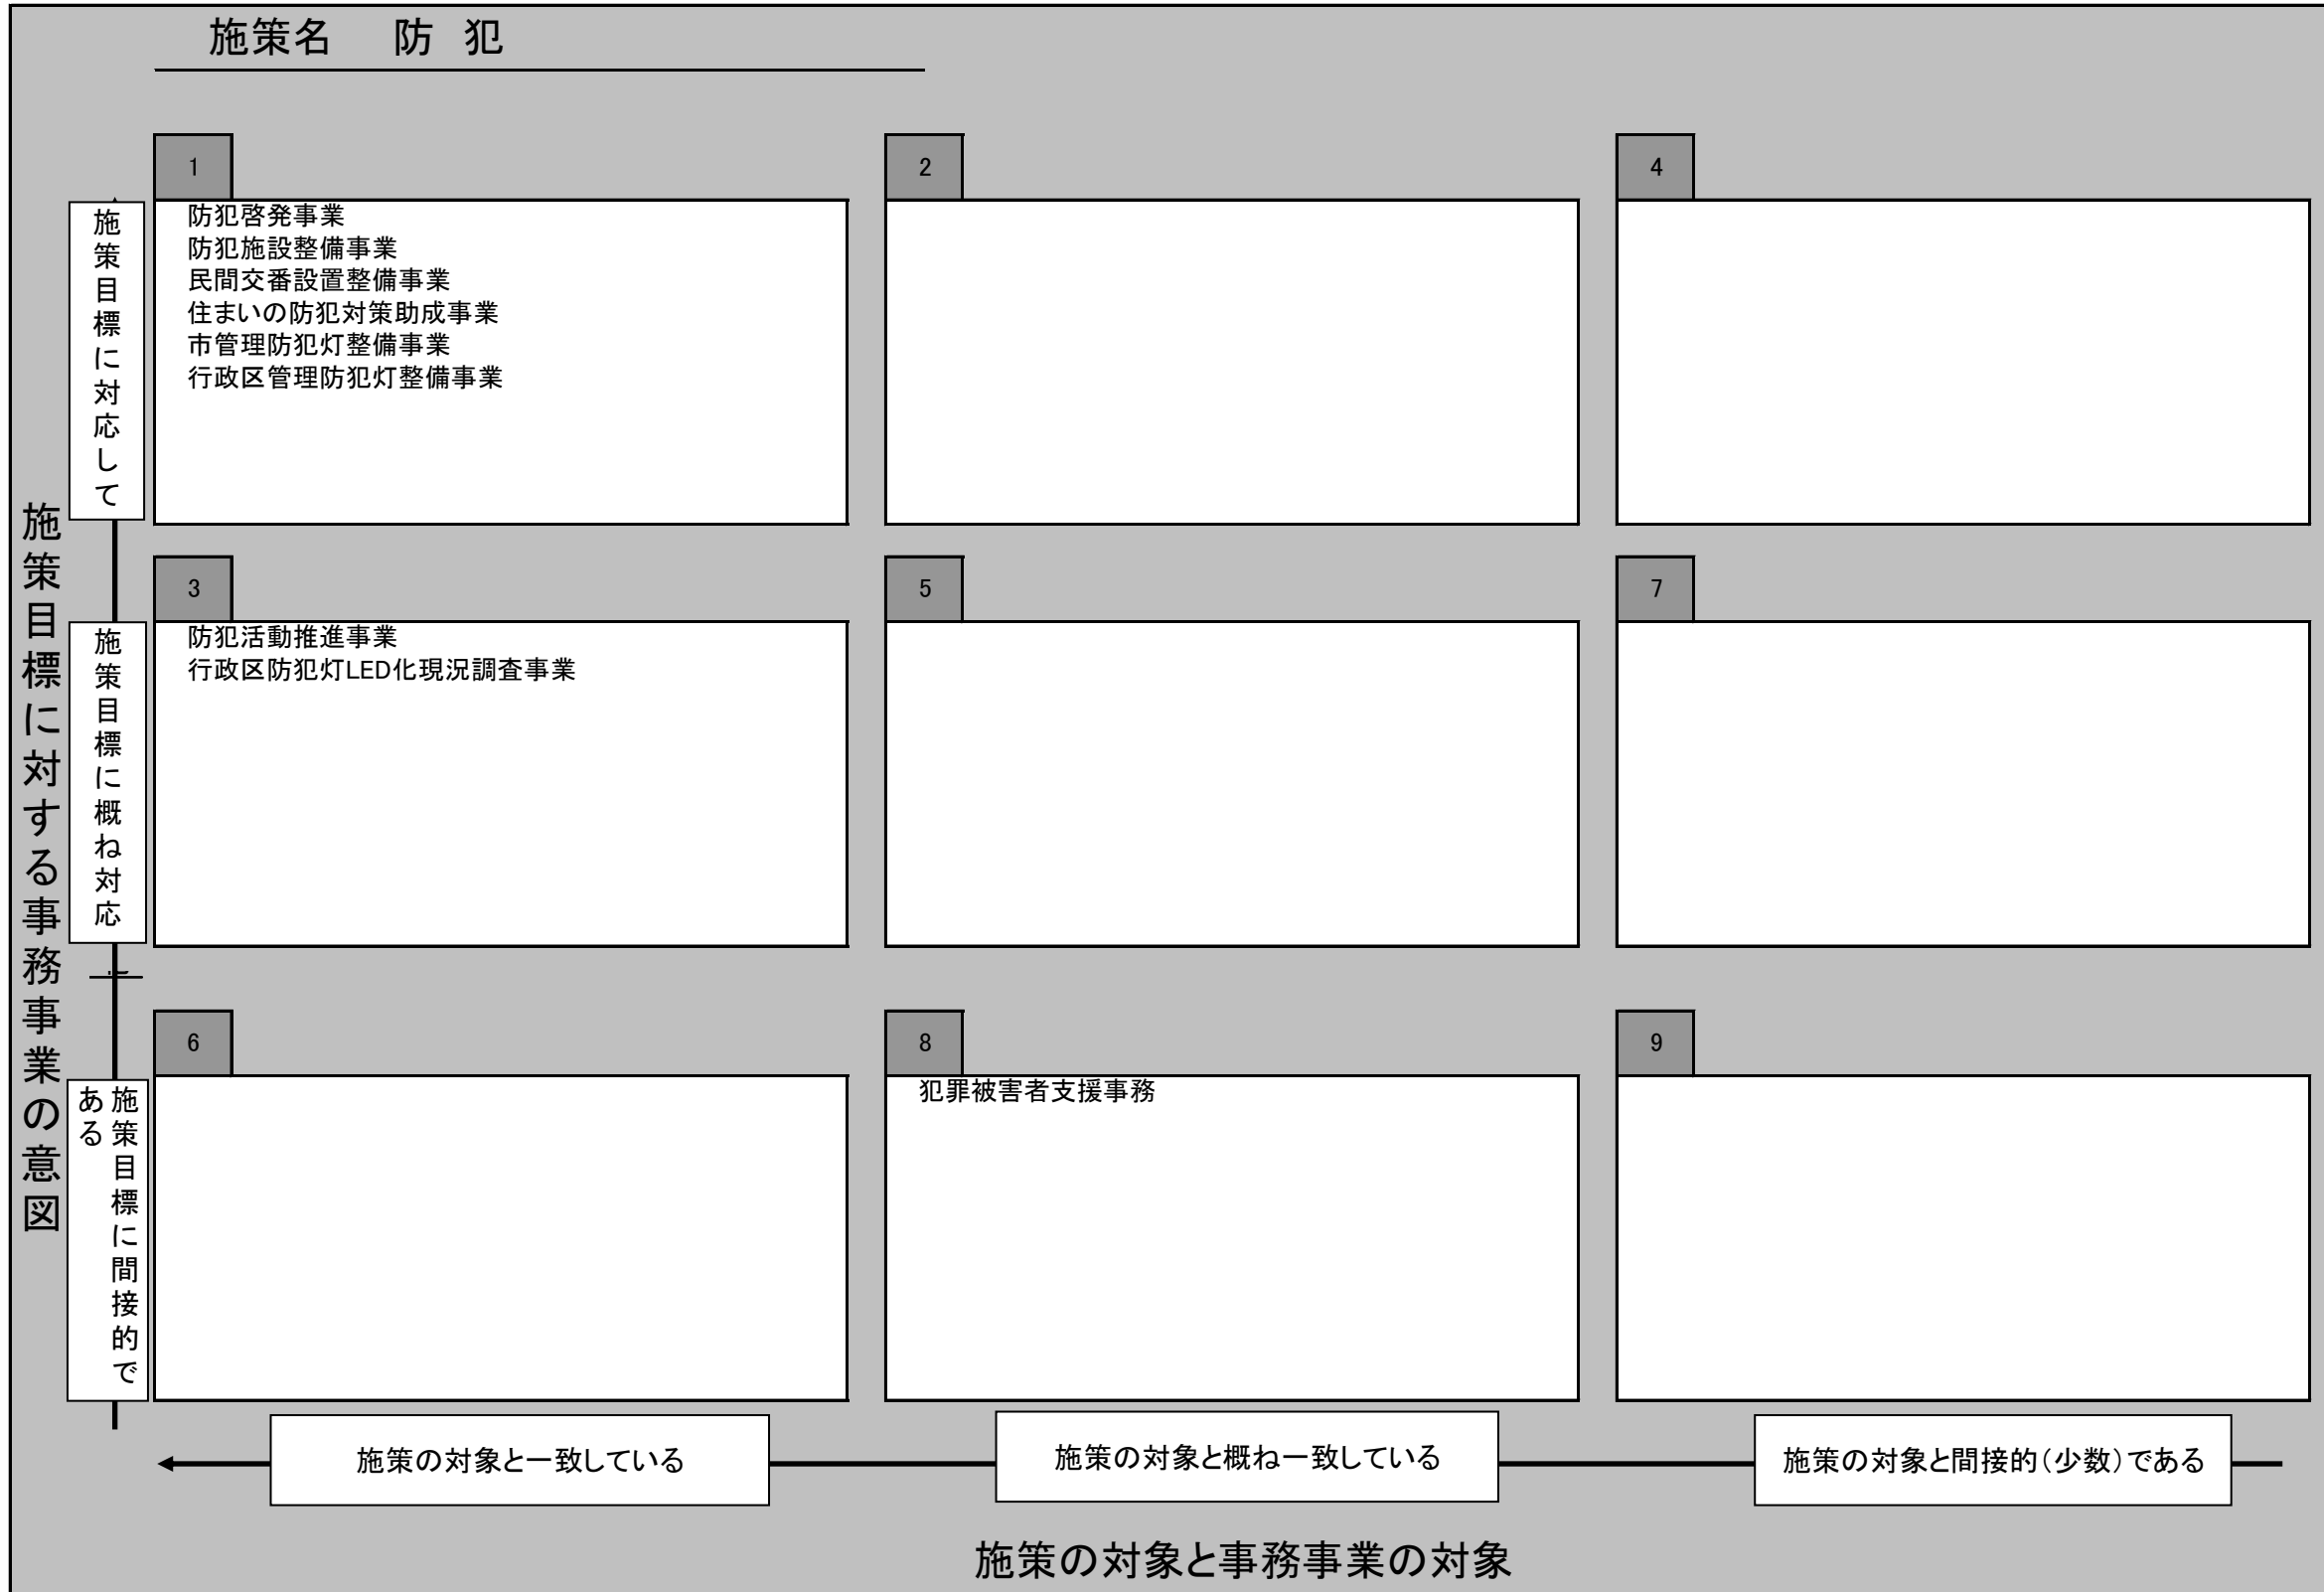 施策名　防 犯
1
2
4
施策目標に対応して
防犯啓発事業
防犯施設整備事業
民間交番設置整備事業
住まいの防犯対策助成事業
市管理防犯灯整備事業
行政区管理防犯灯整備事業
施策目標に対する事務事業の意図
3
5
7
施策目標に概ね対応
防犯活動推進事業
行政区防犯灯LED化現況調査事業
6
8
9
施策目標に間接的で
ある
犯罪被害者支援事務
施策の対象と一致している
施策の対象と概ね一致している
施策の対象と間接的（少数）である
施策の対象と事務事業の対象